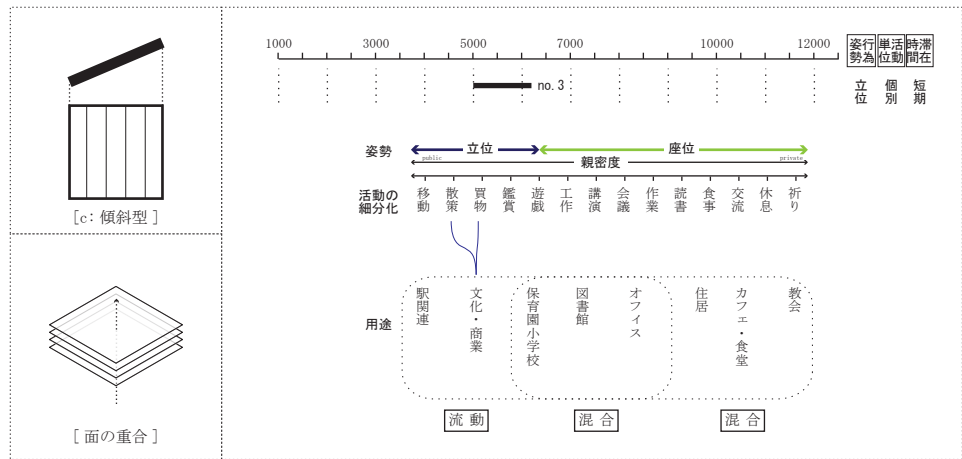 [c: 傾斜型 ]
[ 面の重合 ]
1000 3000 5000 7000 10000 12000
no. 3
行為姿勢
活動単位
滞在時間
立位
個別
短期
姿勢
立位
座位
public
親密度
private
活動の
細分化
移動
散策
買物
鑑賞
遊戯
工作
講演
会議
作業
読書
食事
交流
休息
祈り
用途
駅関連
文化・商業
保育園小学校
図書館
オフィス
住居
カフェ・食堂
教会
流 動
混 合
混 合